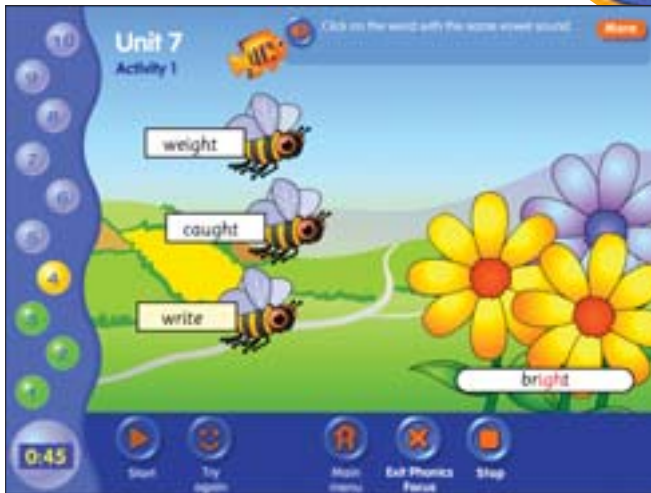 Unit 7
Activity 1
Click on the word with the same vowel sound.
Menu
10
9
8
7
6
5
4
3
2
1
weight
caught
write
bright
0:45
Start
Try again
Main menu
Exit Phonics Focus
Stop